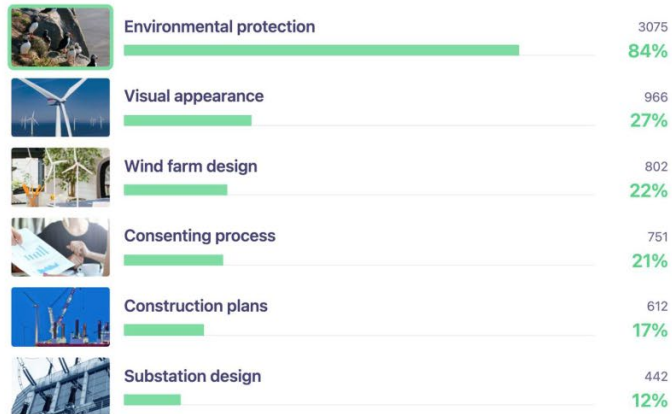 Environmental protection 3075
84%
Visual appearance 966
27%
Wind farm design 802
22%
Consenting process 751
21%
Construction plans 612
17%
Substation design 442
12%